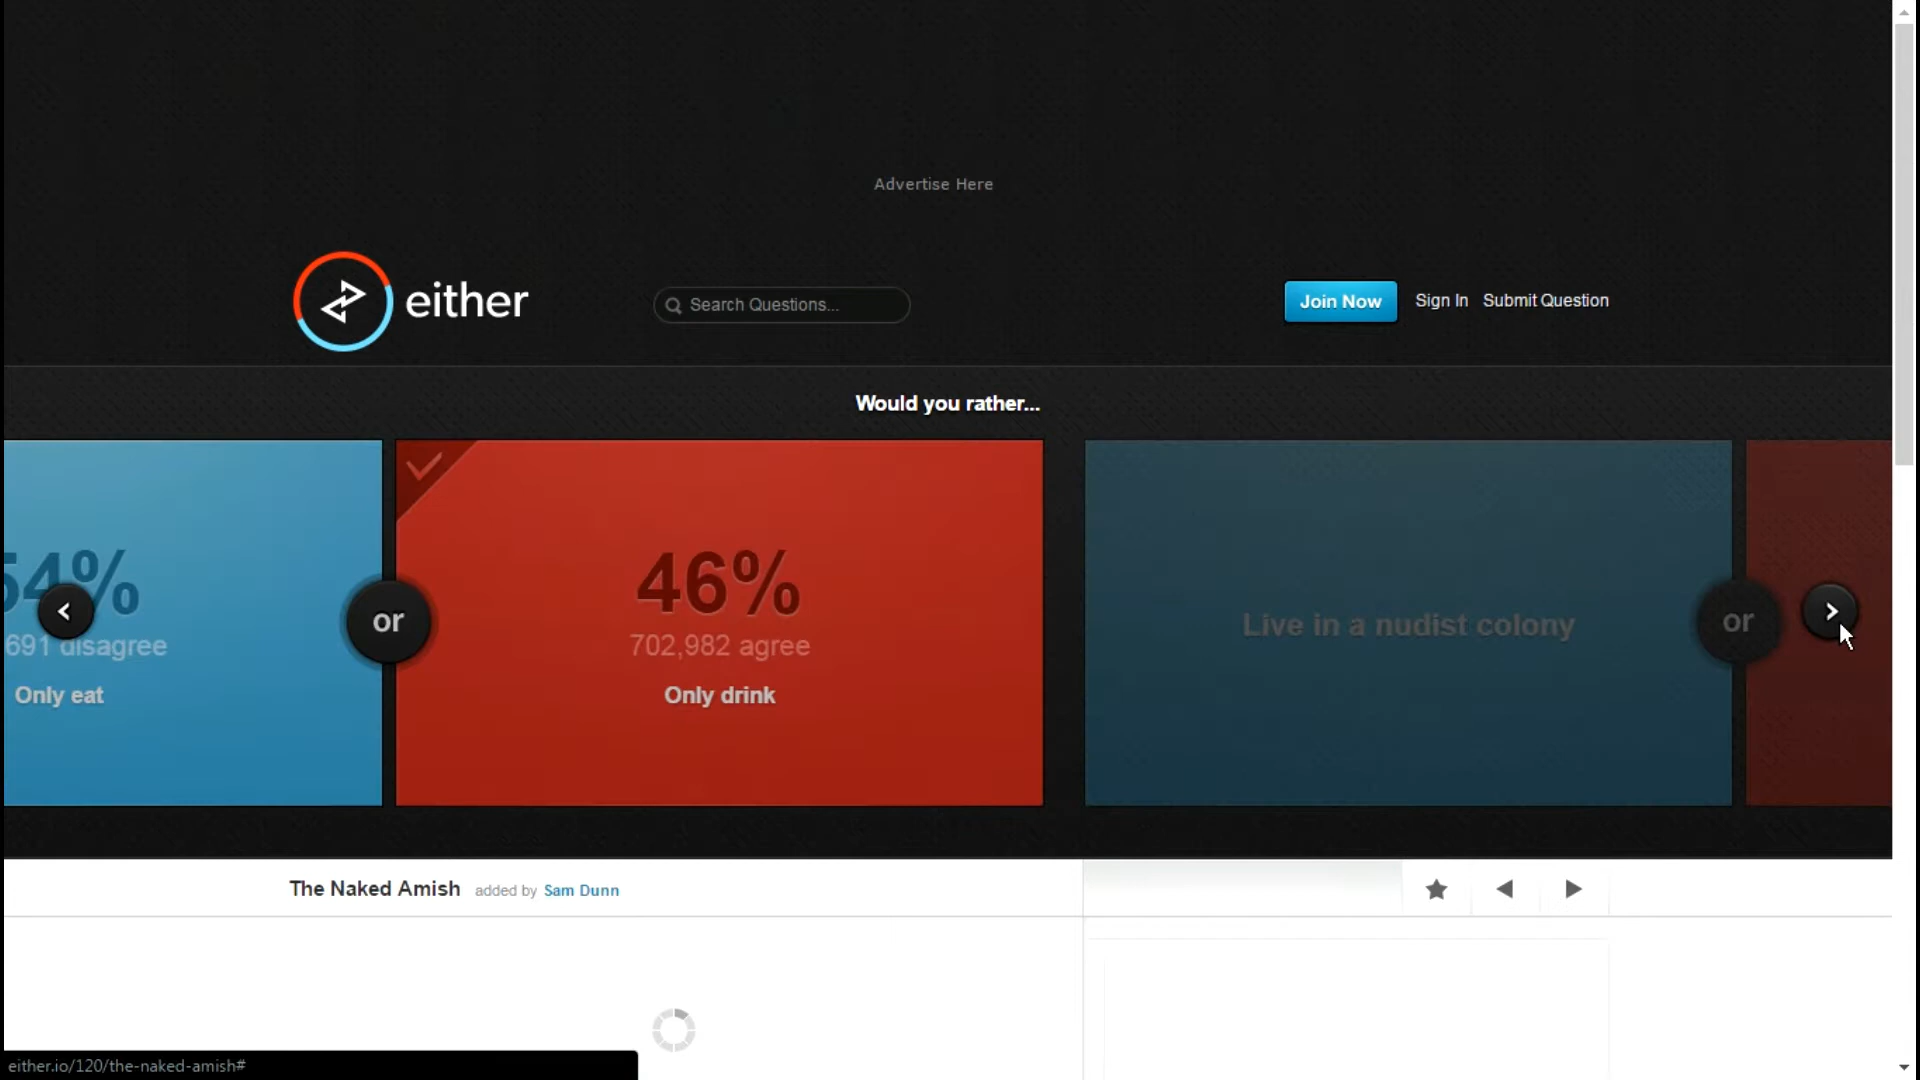 Advertise Here
either
Search Questions...
Join Now Sign In Submit Question
Would you rather...
54%
691 disagree
Only eat
or
46%
702,982 agree
Only drink
Live in a nudist colony
or
The Naked Amish added by Sam Dunn
either.io/120/the-naked-amish#